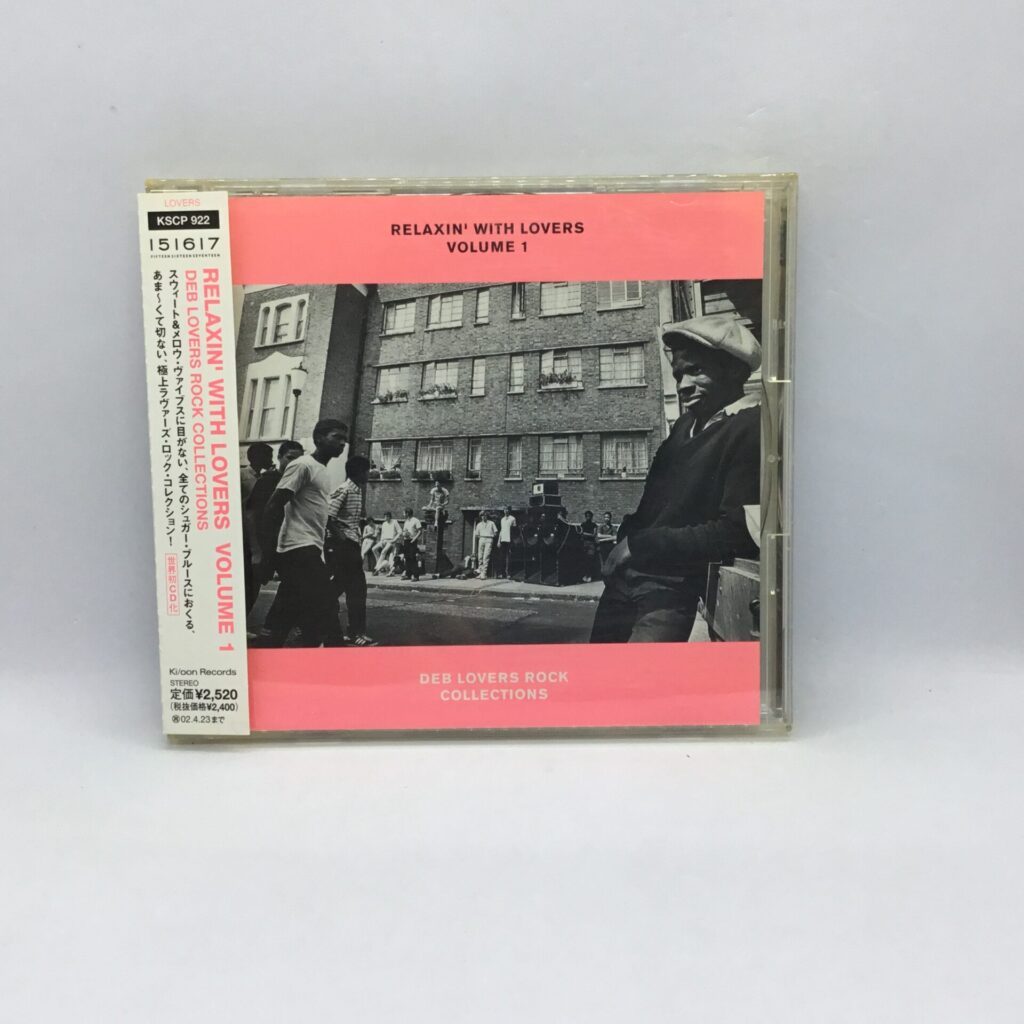 LOVERS
KSCP 922
151617
FIFTEEN SIXTEEN SEVENTEEN
RELAXIN' WITH LOVERS VOLUME 1
DEB LOVERS ROCK COLLECTIONS
スウィート&メロウ・ヴァイブスに目がない、全てのシュガー・ブルースにおくる、
あま〜くて切ない、極上ラヴァーズ・ロック・コレクション!
世界初CD化
Ki/oon Records
STEREO
定価¥2,520
(税抜価格¥2,400)
02.4.23まで
RELAXIN' WITH LOVERS
VOLUME 1
DEB LOVERS ROCK
COLLECTIONS